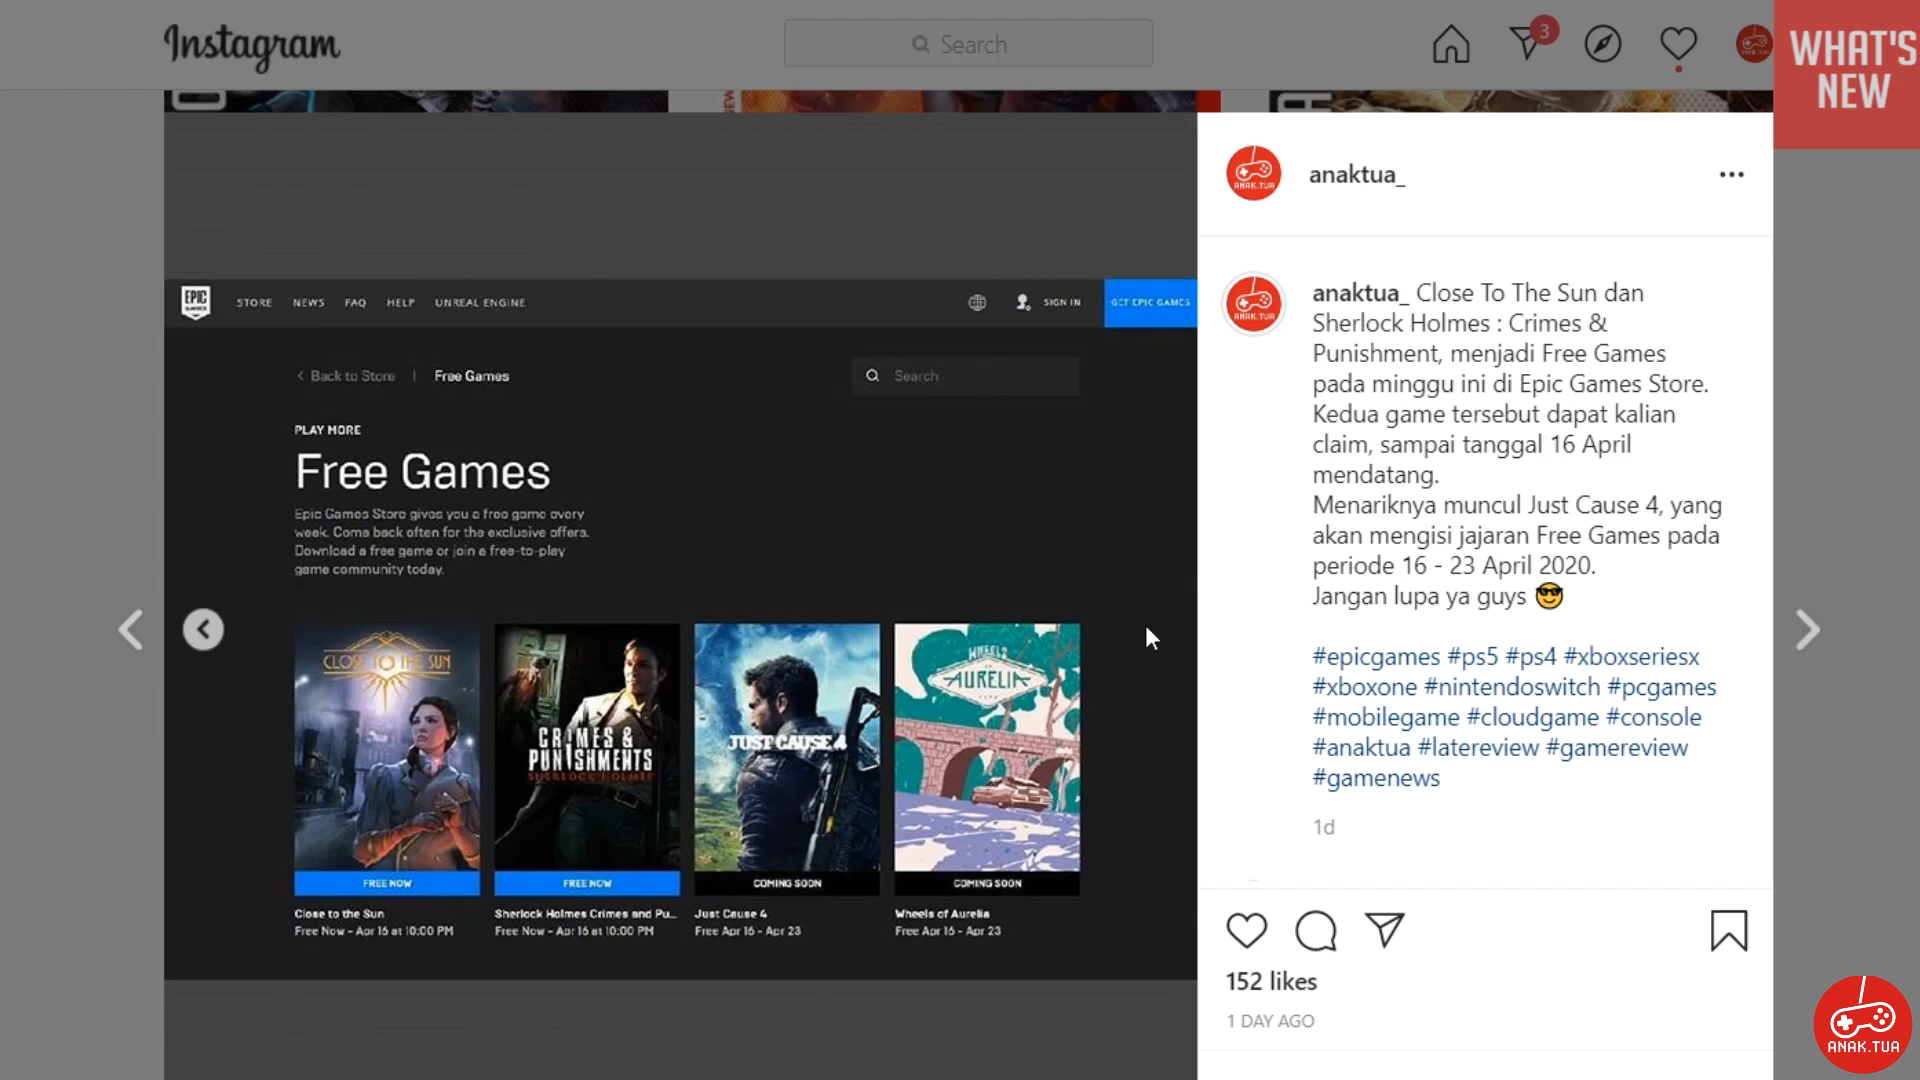 Instagram
Search
3
WHAT'S
NEW
anaktua_
EPIC
GAMES
STORE
NEWS
FAQ
HELP
UNREAL ENGINE
SIGN IN
GET EPIC GAMES
Back to Store
Free Games
Search
PLAY MORE
Free Games
Epic Games Store gives you a free game every
week. Come back often for the exclusive offers.
Download a free game or join a free-to-play
game community today.
CLOSE TO THE SUN
FREE NOW
Close to the Sun
Free Now - Apr 16 at 10:00 PM
CRIMES &
PUNISHMENTS
SHERLOCK HOLMES
FREE NOW
Sherlock Holmes Crimes and Pu...
Free Now - Apr 16 at 10:00 PM
JUST CAUSE 4
COMING SOON
Just Cause 4
Free Apr 16 - Apr 23
WHEELS
OF
AURELIA
COMING SOON
Wheels of Aurelia
Free Apr 16 - Apr 23
ANAK.TUA
anaktua_ Close To The Sun dan
Sherlock Holmes : Crimes &
Punishment, menjadi Free Games
pada minggu ini di Epic Games Store.
Kedua game tersebut dapat kalian
claim, sampai tanggal 16 April
mendatang.
Menariknya muncul Just Cause 4, yang
akan mengisi jajaran Free Games pada
periode 16 - 23 April 2020.
Jangan lupa ya guys 😎
#epicgames #ps5 #ps4 #xboxseriesx
#xboxone #nintendoswitch #pcgames
#mobilegame #cloudgame #console
#anaktua #latereview #gamereview
#gamenews
1d
152 likes
1 DAY AGO
ANAK.TUA